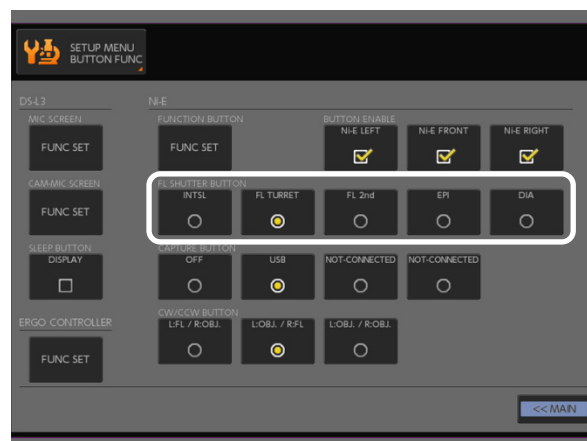 SETUP MENU
BUTTON FUNC
DS-L3
Ni-E
MIC SCREEN
FUNCTION BUTTON
BUTTON ENABLE
FUNC SET
FUNC SET
Ni-E LEFT
Ni-E FRONT
Ni-E RIGHT
CAM-MIC SCREEN
FL SHUTTER BUTTON
FUNC SET
INTSL
FL TURRET
FL 2nd
EPI
DIA
SLEEP BUTTON
CAPTURE BUTTON
DISPLAY
OFF
USB
NOT-CONNECTED
NOT-CONNECTED
ERGO CONTROLLER
CW/CCW BUTTON
FUNC SET
L:FL / R:OBJ.
L:OBJ. / R:FL
L:OBJ. / R:OBJ.
<< MAIN